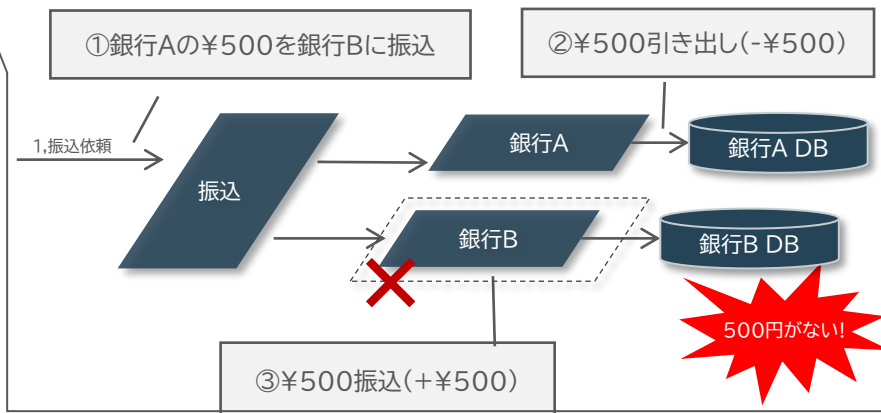 ①銀行Aの¥500を銀行Bに振込
②¥500引き出し(-¥500)
1,振込依頼
振込
銀行A
銀行A DB
銀行B
銀行B DB
500円がない!
③¥500振込(+¥500)